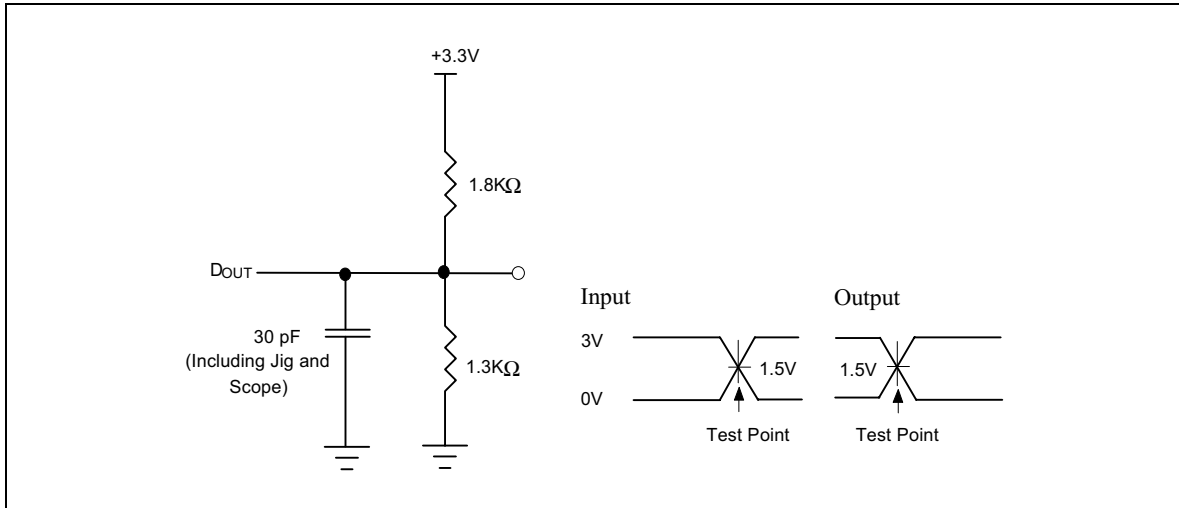 +3.3V
1.8KΩ
DOUT
30 pF
(Including Jig and
Scope)
1.3KΩ
Input
Output
3V
1.5V
1.5V
0V
Test Point
Test Point